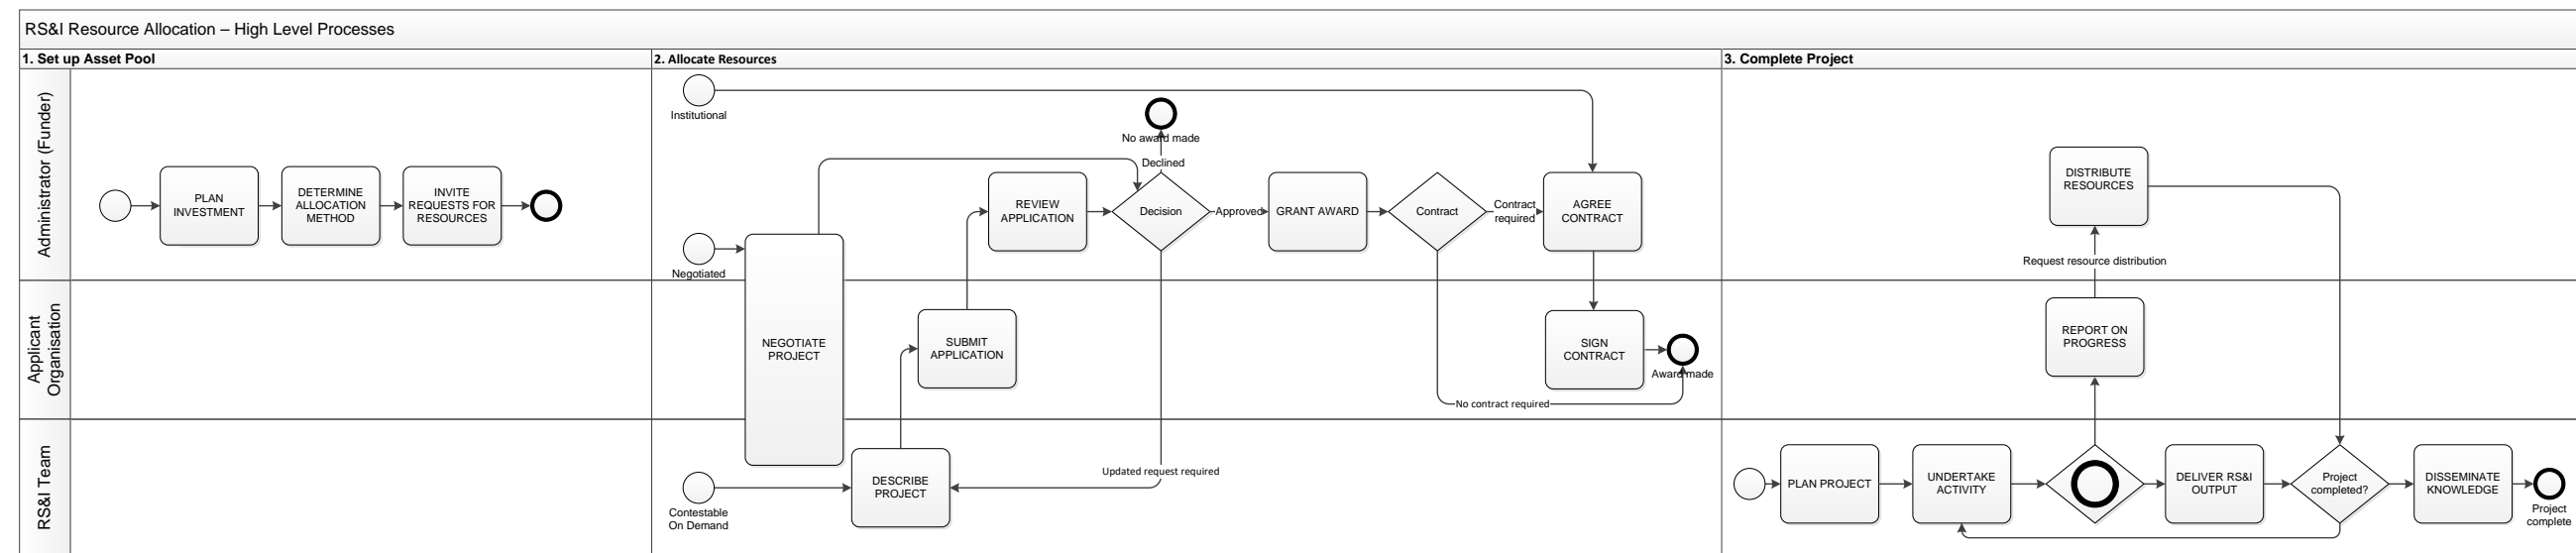 RS&I Resource Allocation – High Level Processes
1. Set up Asset Pool
2. Allocate Resources
3. Complete Project
Administrator (Funder)
PLAN
INVESTMENT
DETERMINE
ALLOCATION
METHOD
INVITE
REQUESTS FOR
RESOURCES
Institutional
No award made
Declined
REVIEW
APPLICATION
Decision
Approved
GRANT AWARD
Contract
Contract
required
AGREE
CONTRACT
Negotiated
DISTRIBUTE
RESOURCES
Request resource distribution
Applicant
Organisation
NEGOTIATE
PROJECT
SUBMIT
APPLICATION
SIGN
CONTRACT
Award made
No contract required
REPORT ON
PROGRESS
RS&I Team
Contestable
On Demand
DESCRIBE
PROJECT
Updated request required
PLAN PROJECT
UNDERTAKE
ACTIVITY
DELIVER RS&I
OUTPUT
Project
completed?
DISSEMINATE
KNOWLEDGE
Project
complete